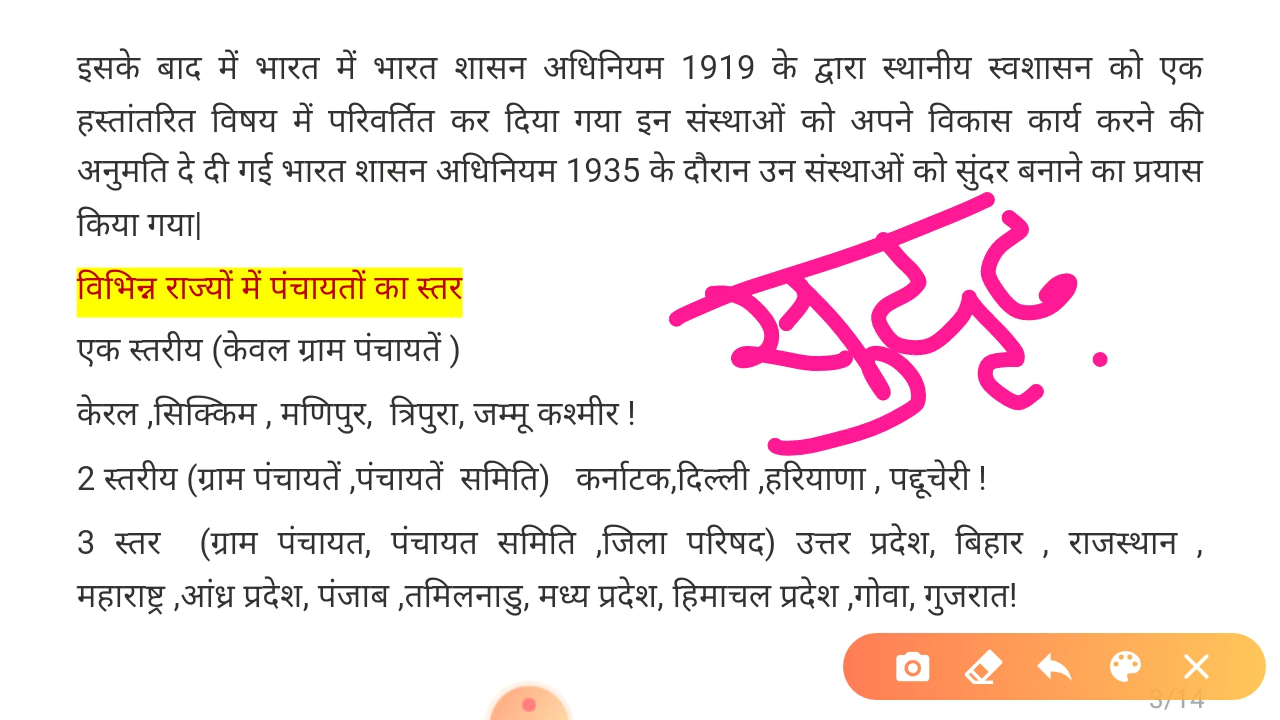 इसके बाद में भारत में भारत शासन अधिनियम 1919 के द्वारा स्थानीय स्वशासन को एक
हस्तांतरित विषय में परिवर्तित कर दिया गया इन संस्थाओं को अपने विकास कार्य करने की
अनुमति दे दी गई भारत शासन अधिनियम 1935 के दौरान उन संस्थाओं को सुंदर बनाने का प्रयास
किया गया|
सुदृढ़
विभिन्न राज्यों में पंचायतों का स्तर
एक स्तरीय (केवल ग्राम पंचायतें )
केरल ,सिक्किम , मणिपुर, त्रिपुरा, जम्मू कश्मीर !
2 स्तरीय (ग्राम पंचायतें ,पंचायतें समिति) कर्नाटक,दिल्ली ,हरियाणा , पद्दूचेरी !
3 स्तर (ग्राम पंचायत, पंचायत समिति ,जिला परिषद) उत्तर प्रदेश, बिहार , राजस्थान ,
महाराष्ट्र ,आंध्र प्रदेश, पंजाब ,तमिलनाडु, मध्य प्रदेश, हिमाचल प्रदेश ,गोवा, गुजरात!
3/14